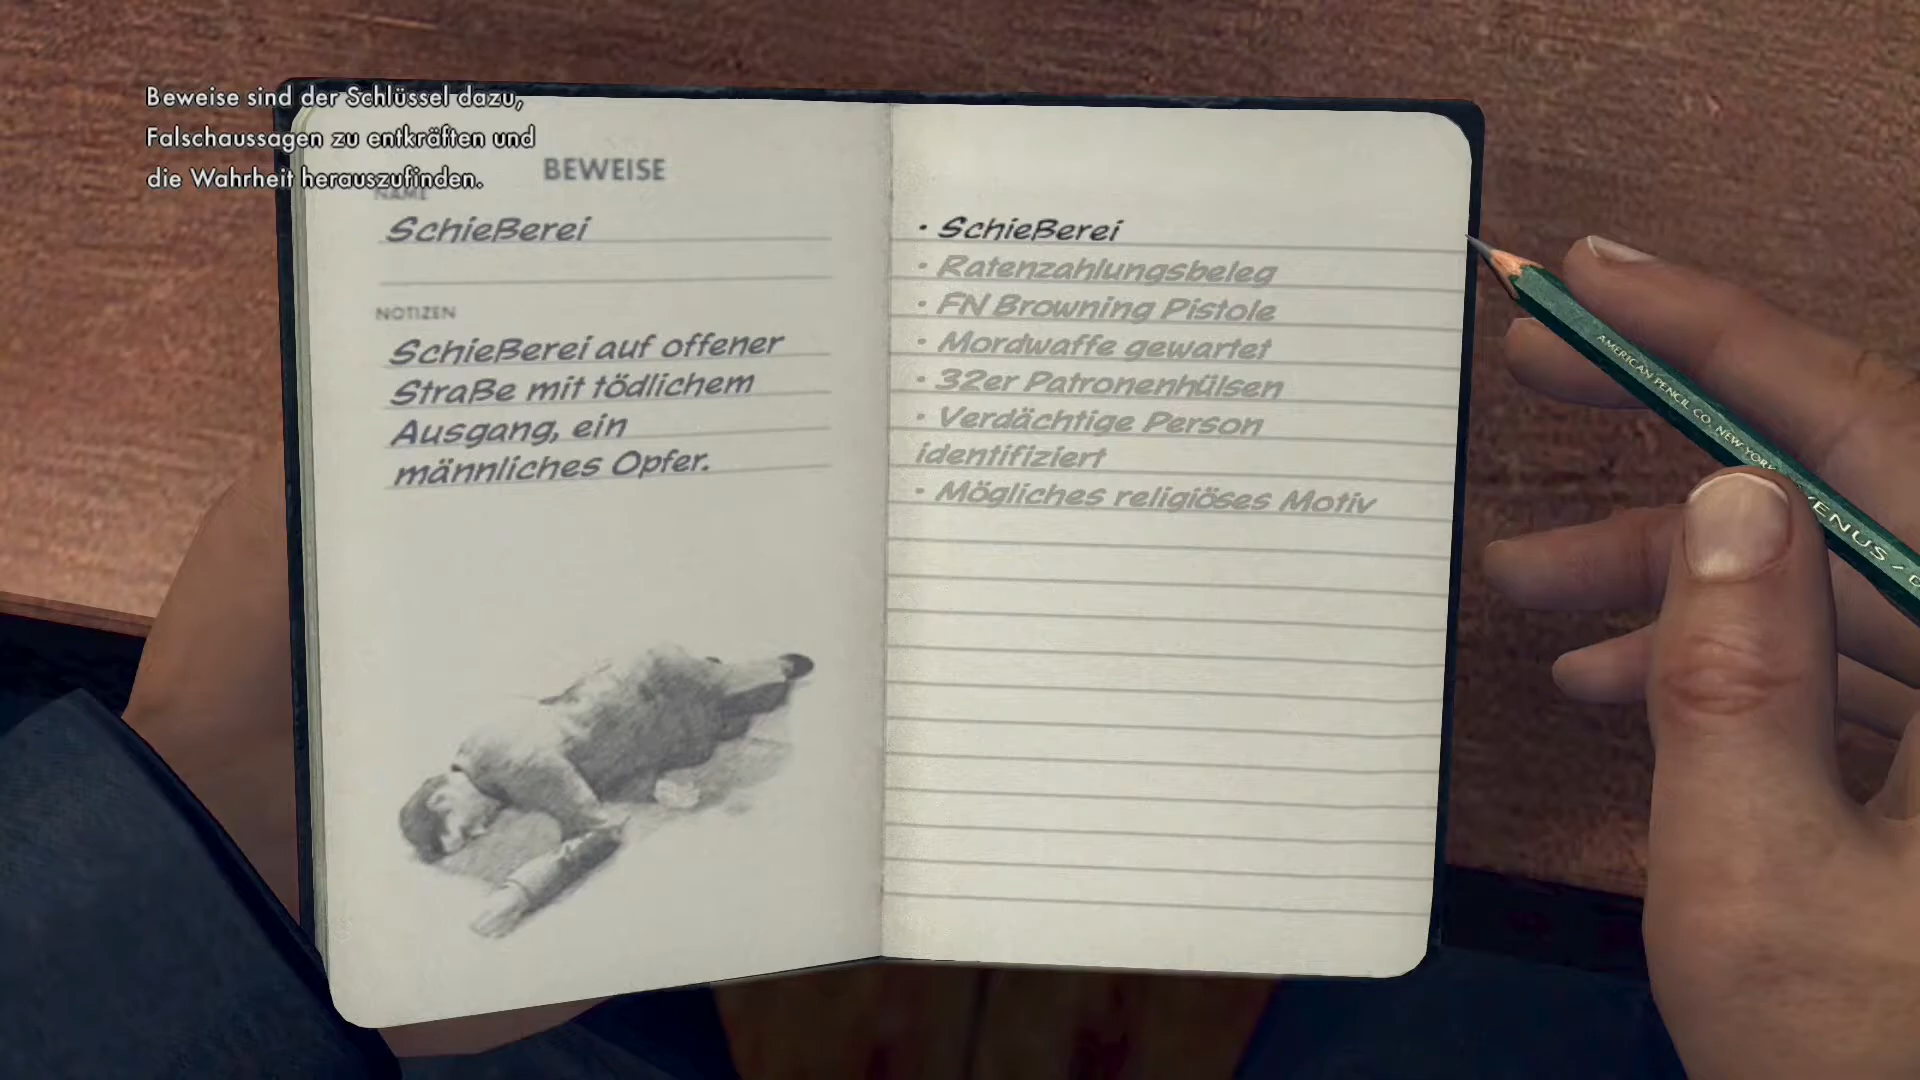 Beweise sind der Schlüssel dazu,
Falschaussagen zu entkräften und
die Wahrheit herauszufinden.
BEWEISE
NAME
Schießerei
NOTIZEN
Schießerei auf offener
Straße mit tödlichem
Ausgang, ein
männliches Opfer.
· Schießerei
· Ratenzahlungsbeleg
· FN Browning Pistole
· Mordwaffe gewartet
· 32er Patronenhülsen
· Verdächtige Person
identifiziert
· Mögliches religiöses Motiv
AMERICAN PENCIL CO. NEW YORK
VENUS